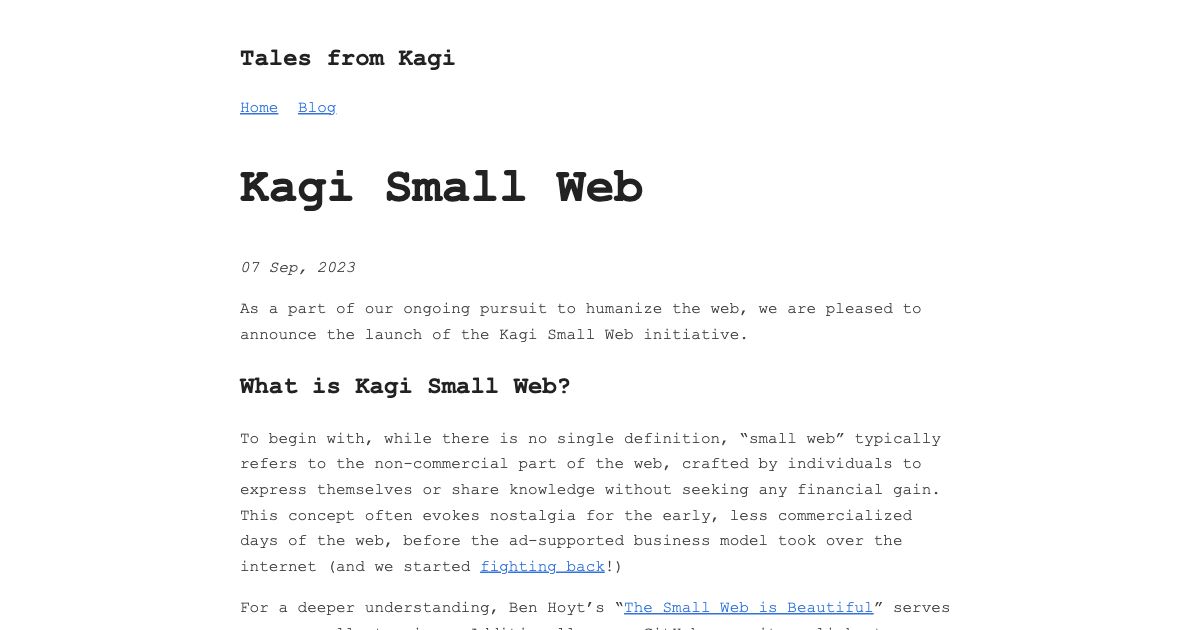 Tales from Kagi
Home Blog
Kagi Small Web
07 Sep, 2023
As a part of our ongoing pursuit to humanize the web, we are pleased to
announce the launch of the Kagi Small Web initiative.
What is Kagi Small Web?
To begin with, while there is no single definition, “small web” typically
refers to the non-commercial part of the web, crafted by individuals to
express themselves or share knowledge without seeking any financial gain.
This concept often evokes nostalgia for the early, less commercialized
days of the web, before the ad-supported business model took over the
internet (and we started fighting back!)
For a deeper understanding, Ben Hoyt’s “The Small Web is Beautiful” serves